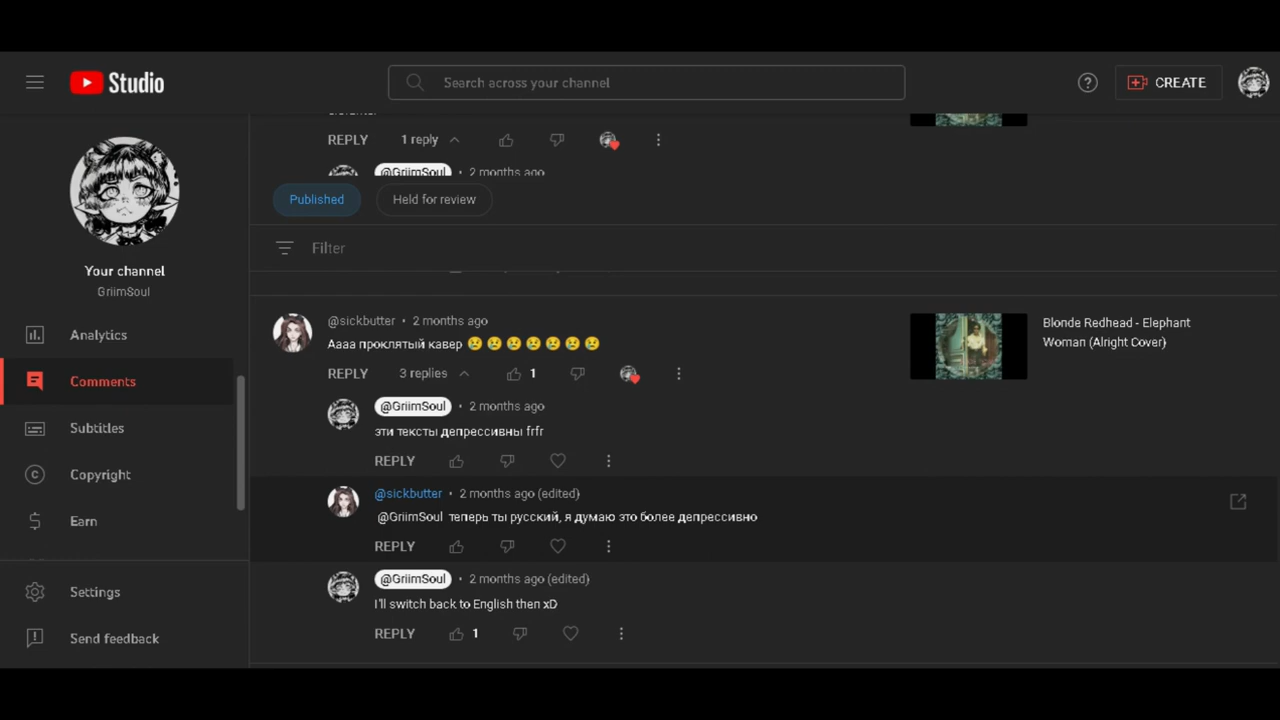 Studio
Search across your channel
CREATE
REPLY
1 reply
@GriimSoul • 2 months ago
Published
Held for review
Filter
Your channel
GriimSoul
Analytics
Comments
Subtitles
Copyright
Earn
Settings
Send feedback
@sickbutter • 2 months ago
Аааа проклятый кавер 😢😢😢😢😢😢
REPLY
3 replies
1
Blonde Redhead - Elephant
Woman (Alright Cover)
@GriimSoul • 2 months ago
эти тексты депрессивны frfr
REPLY
@sickbutter • 2 months ago (edited)
@GriimSoul теперь ты русский, я думаю это более депрессивно
REPLY
@GriimSoul • 2 months ago (edited)
I'll switch back to English then xD
REPLY
1